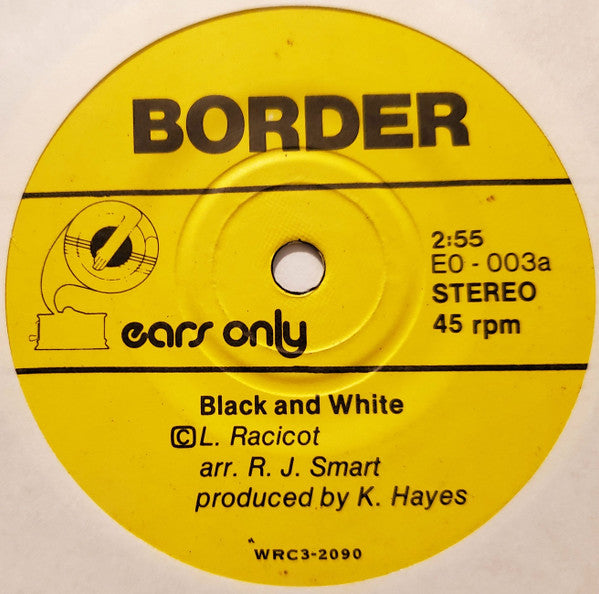 BORDER
2:55
EO - 003a
STEREO
45 rpm
ears only
Black and White
©L. Racicot
arr. R. J. Smart
produced by K. Hayes
WRC3-2090